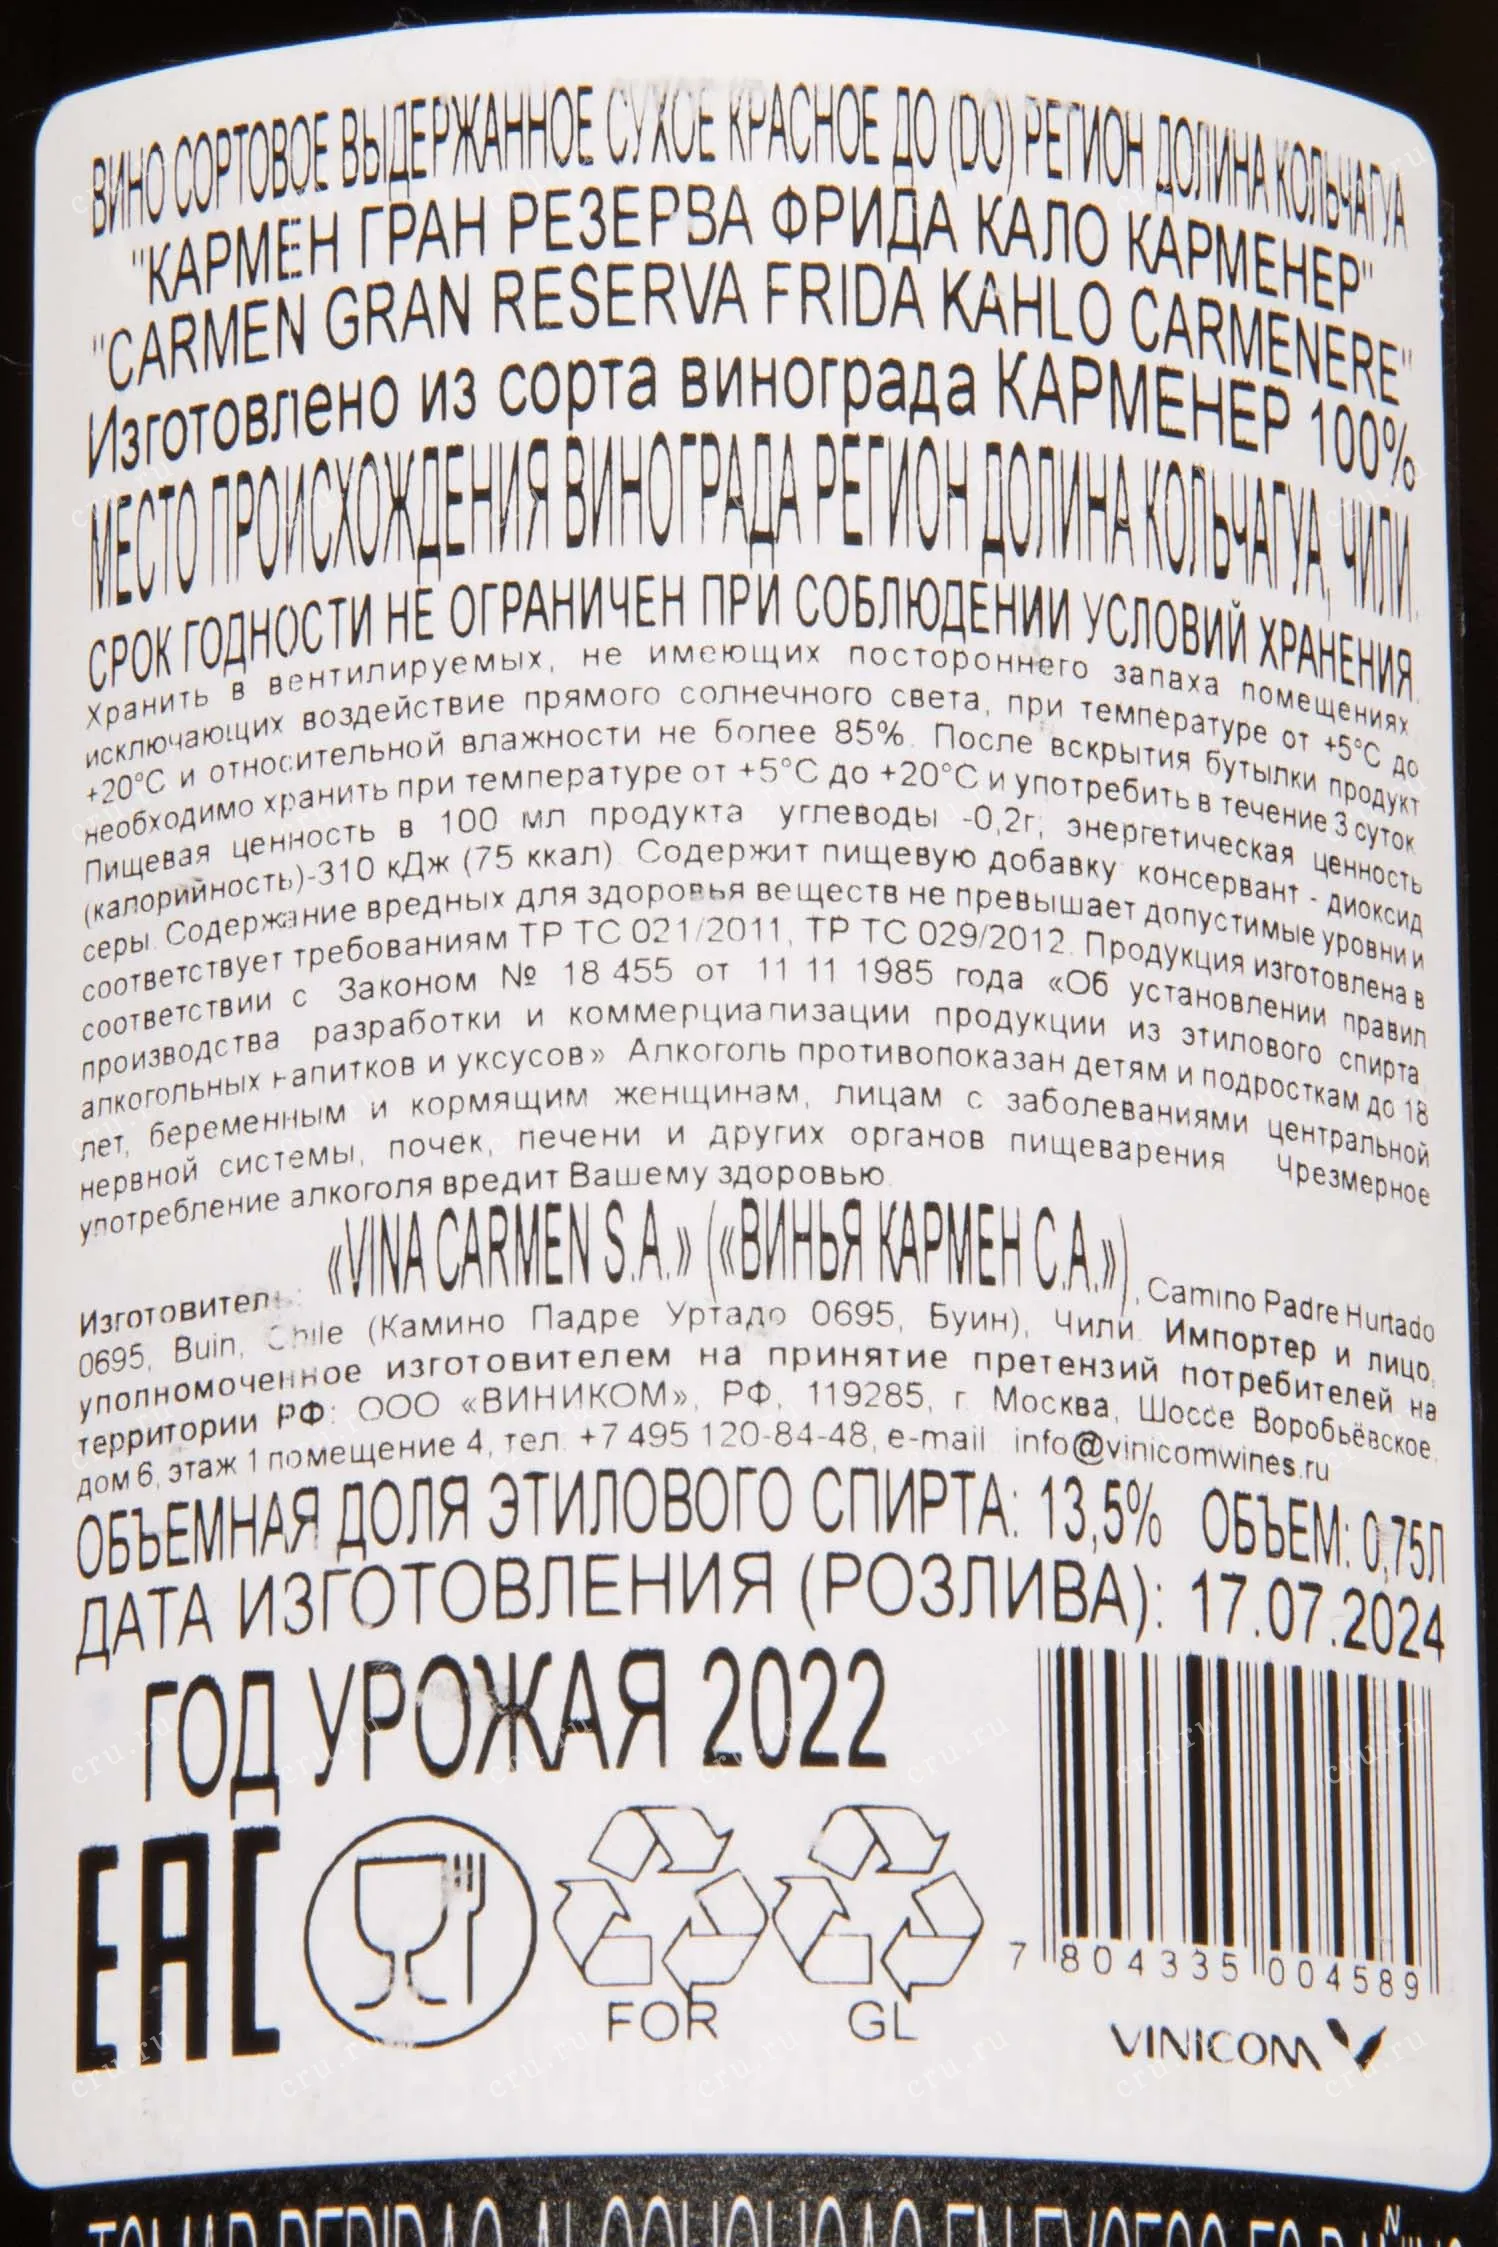 ВИНО СОРТОВОЕ ВЫДЕРЖАННОЕ СУХОЕ КРАСНОЕ ДО (DO) РЕГИОН ДОЛИНА КОЛЬЧАГУА
"КАРМЕН ГРАН РЕЗЕРВА ФРИДА КАЛО КАРМЕНЕР"
"CARMEN GRAN RESERVA FRIDA KAHLO CARMENERE"
Изготовлено из сорта винограда КАРМЕНЕР 100%
МЕСТО ПРОИСХОЖДЕНИЯ ВИНОГРАДА РЕГИОН ДОЛИНА КОЛЬЧАГУА, ЧИЛИ.
СРОК ГОДНОСТИ НЕ ОГРАНИЧЕН ПРИ СОБЛЮДЕНИИ УСЛОВИЙ ХРАНЕНИЯ.
Хранить в вентилируемых, не имеющих постороннего запаха помещениях,
исключающих воздействие прямого солнечного света, при температуре от +5°С до
+20°С и относительной влажности не более 85%. После вскрытия бутылки продукт
необходимо хранить при температуре от +5°С до +20°С и употребить в течение 3 суток.
Пищевая ценность в 100 мл продукта углеводы -0,2г; энергетическая ценность
(калорийность)-310 кДж (75 ккал). Содержит пищевую добавку консервант - диоксид
серы. Содержание вредных для здоровья веществ не превышает допустимые уровни и
соответствует требованиям ТР ТС 021/2011, ТР ТС 029/2012. Продукция изготовлена в
соответствии с Законом № 18 455 от 11 11 1985 года «Об установлении правил
производства разработки и коммерциализации продукции из этилового спирта,
алкогольных напитков и уксусов» Алкоголь противопоказан детям и подросткам до 18
лет, беременным и кормящим женщинам, лицам с заболеваниями центральной
нервной системы, почек, печени и других органов пищеварения Чрезмерное
употребление алкоголя вредит Вашему здоровью.
Изготовитель: «VINA CARMEN S.A.» («ВИНЬЯ КАРМЕН С.А.»), Camino Padre Hurtado
0695, Buin, Chile (Камино Падре Уртадо 0695, Буин), Чили. Импортер и лицо,
уполномоченное изготовителем на принятие претензий потребителей на
территории РФ: ООО «ВИНИКОМ», РФ, 119285, г. Москва, Шоссе Воробьёвское,
дом 6, этаж 1 помещение 4, тел. +7 495 120-84-48, e-mail info@vinicomwines.ru
ОБЪЕМНАЯ ДОЛЯ ЭТИЛОВОГО СПИРТА: 13,5% ОБЪЕМ: 0,75Л
ДАТА ИЗГОТОВЛЕНИЯ (РОЗЛИВА): 17.07.2024
ГОД УРОЖАЯ 2022
EAC
FOR
GL
7 804335 004589
VINICOM
TOMAR BEBIDAS ALCOHOLICAS EN EXCESO ES DAÑINO
cru.ru